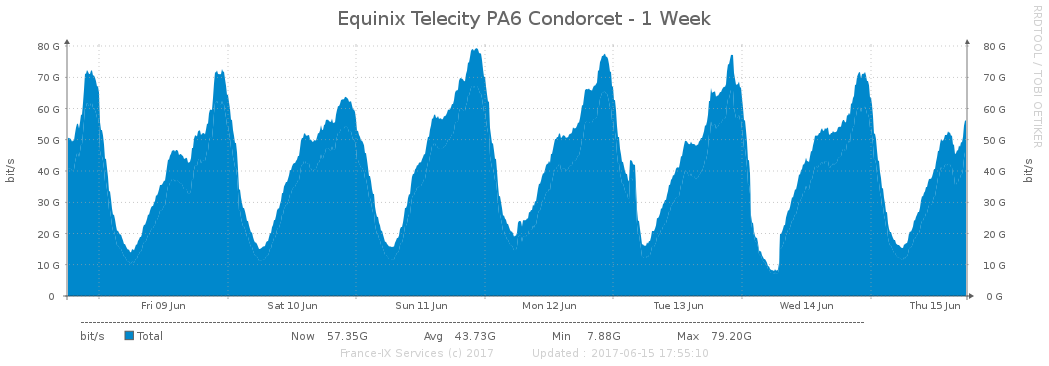 Equinix Telecity PA6 Condorcet - 1 Week
RRDTOOL / TOBI OETIKER
80 G 80 G
70 G 70 G
60 G 60 G
50 G 50 G
40 G 40 G
30 G 30 G
20 G 20 G
10 G 10 G
0 0 G
bit/s bit/s
Fri 09 Jun Sat 10 Jun Sun 11 Jun Mon 12 Jun Tue 13 Jun Wed 14 Jun Thu 15 Jun
bit/s Total Now 57.35G Avg 43.73G Min 7.88G Max 79.20G
France-IX Services (c) 2017 Updated : 2017-06-15 17:55:10